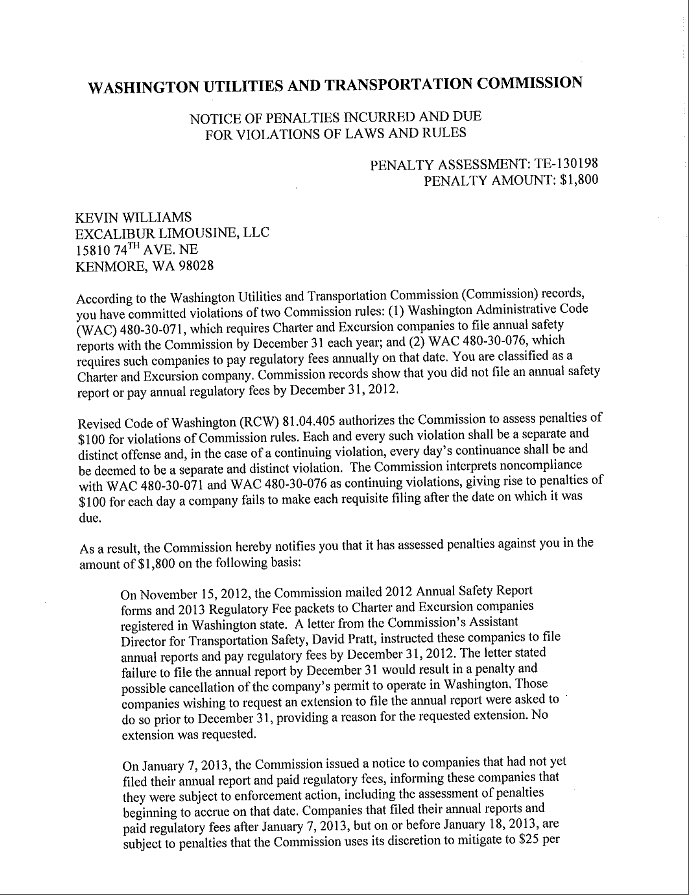 WASHINGTON UTILITIES AND TRANSPORTATION COMMISSION
NOTICE OF PENALTIES INCURRED AND DUE
FOR VIOLATIONS OF LAWS AND RULES
PENALTY ASSESSMENT: TE-130198
PENALTY AMOUNT: $1,800
KEVIN WILLIAMS
EXCALIBUR LIMOUSINE, LLC
15810 74TH AVE. NE
KENMORE, WA 98028
According to the Washington Utilities and Transportation Commission (Commission) records,
you have committed violations of two Commission rules: (1) Washington Administrative Code
(WAC) 480-30-071, which requires Charter and Excursion companies to file annual safety
reports with the Commission by December 31 each year; and (2) WAC 480-30-076, which
requires such companies to pay regulatory fees annually on that date. You are classified as a
Charter and Excursion company. Commission records show that you did not file an annual safety
report or pay annual regulatory fees by December 31, 2012.
Revised Code of Washington (RCW) 81.04.405 authorizes the Commission to assess penalties of
$100 for violations of Commission rules. Each and every such violation shall be a separate and
distinct offense and, in the case of a continuing violation, every day's continuance shall be and
be deemed to be a separate and distinct violation. The Commission interprets noncompliance
with WAC 480-30-071 and WAC 480-30-076 as continuing violations, giving rise to penalties of
$100 for each day a company fails to make each requisite filing after the date on which it was
due.
As a result, the Commission hereby notifies you that it has assessed penalties against you in the
amount of $1,800 on the following basis:
On November 15, 2012, the Commission mailed 2012 Annual Safety Report
forms and 2013 Regulatory Fee packets to Charter and Excursion companies
registered in Washington state. A letter from the Commission's Assistant
Director for Transportation Safety, David Pratt, instructed these companies to file
annual reports and pay regulatory fees by December 31, 2012. The letter stated
failure to file the annual report by December 31 would result in a penalty and
possible cancellation of the company's permit to operate in Washington. Those
companies wishing to request an extension to file the annual report were asked to
do so prior to December 31, providing a reason for the requested extension. No
extension was requested.
On January 7, 2013, the Commission issued a notice to companies that had not yet
filed their annual report and paid regulatory fees, informing these companies that
they were subject to enforcement action, including the assessment of penalties
beginning to accrue on that date. Companies that filed their annual reports and
paid regulatory fees after January 7, 2013, but on or before January 18, 2013, are
subject to penalties that the Commission uses its discretion to mitigate to $25 per